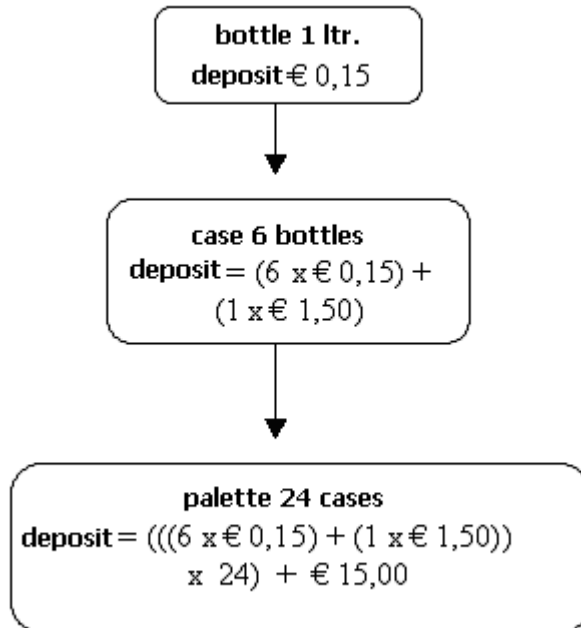 bottle 1 ltr.
deposit € 0,15
case 6 bottles
deposit = (6 x € 0,15) +
(1 x € 1,50)
palette 24 cases
deposit = (((6 x € 0,15) + (1 x € 1,50))
x 24) + € 15,00